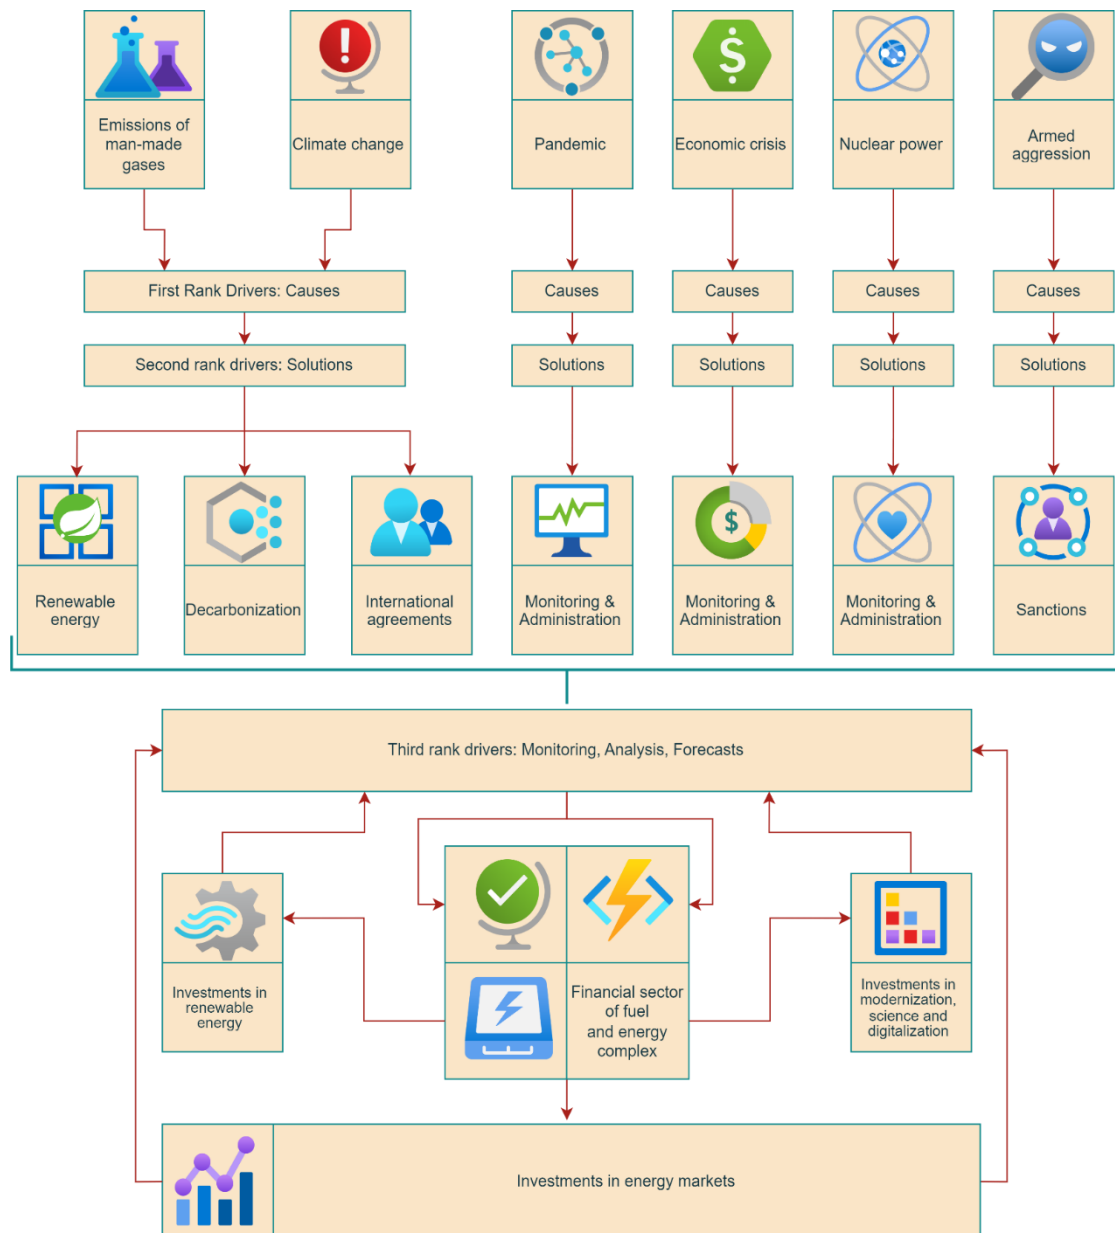 Emissions of
man-made
gases
Climate change
Pandemic
Economic crisis
Nuclear power
Armed
aggression
First Rank Drivers: Causes
Causes
Causes
Causes
Causes
Second rank drivers: Solutions
Solutions
Solutions
Solutions
Solutions
$
Renewable
energy
Decarbonization
International
agreements
Monitoring &
Administration
Monitoring &
Administration
Monitoring &
Administration
Sanctions
Third rank drivers: Monitoring, Analysis, Forecasts
Investments in
renewable
energy
Financial sector
of fuel
and energy
complex
Investments in
modernization,
science and
digitalization
Investments in energy markets